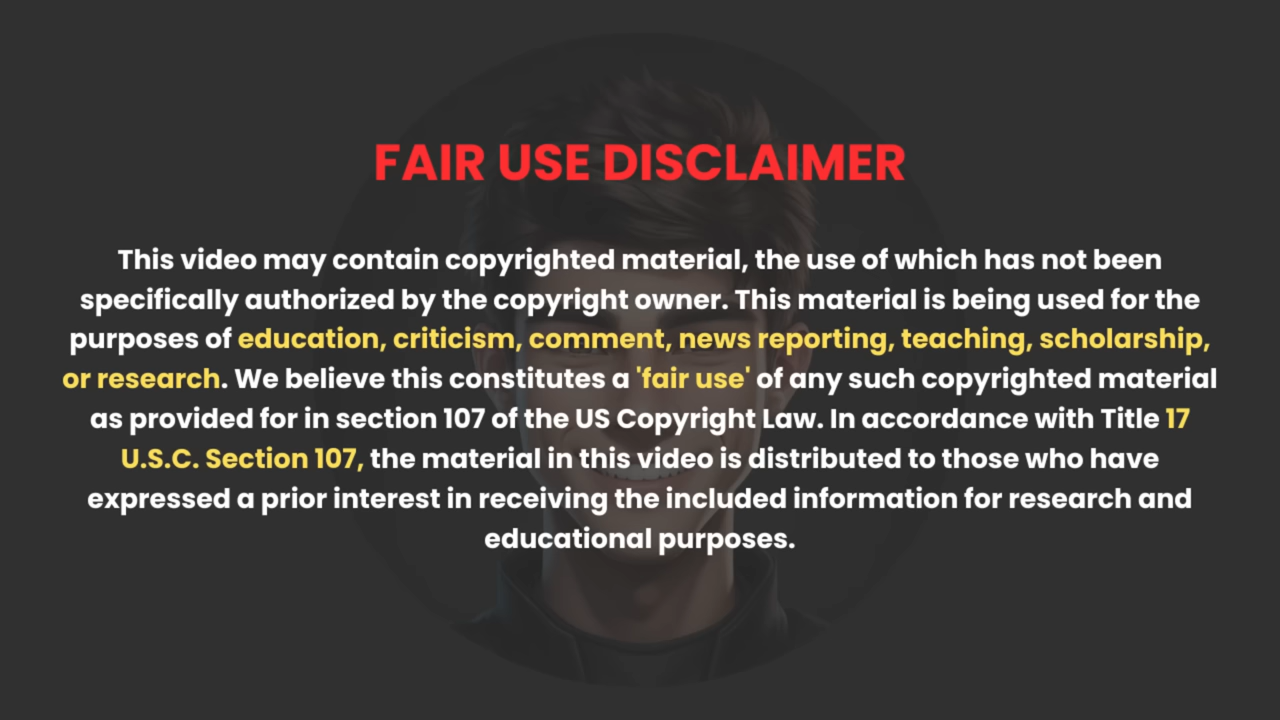 FAIR USE DISCLAIMER
This video may contain copyrighted material, the use of which has not been
specifically authorized by the copyright owner. This material is being used for the
purposes of education, criticism, comment, news reporting, teaching, scholarship,
or research. We believe this constitutes a 'fair use' of any such copyrighted material
as provided for in section 107 of the US Copyright Law. In accordance with Title 17
U.S.C. Section 107, the material in this video is distributed to those who have
expressed a prior interest in receiving the included information for research and
educational purposes.